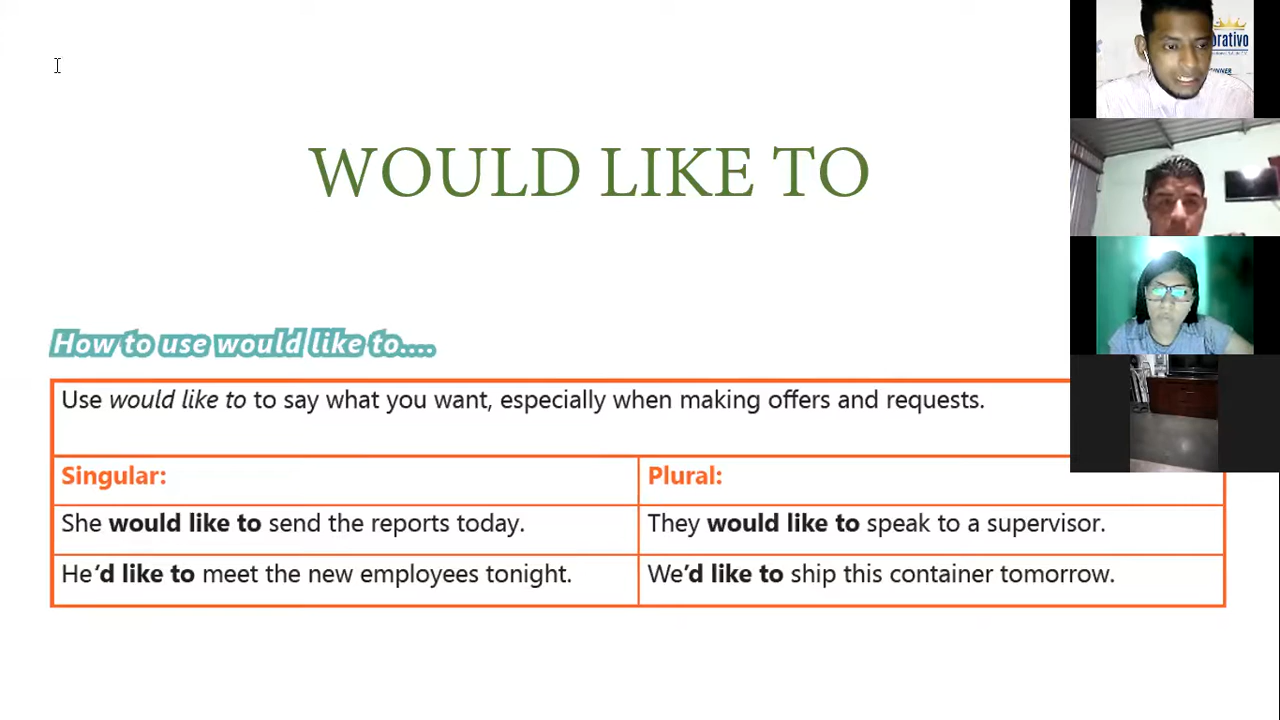 WOULD LIKE TO
How to use would like to....
Use would like to to say what you want, especially when making offers and requests.
Singular:
Plural:
She would like to send the reports today.
They would like to speak to a supervisor.
He'd like to meet the new employees tonight.
We'd like to ship this container tomorrow.
orativo